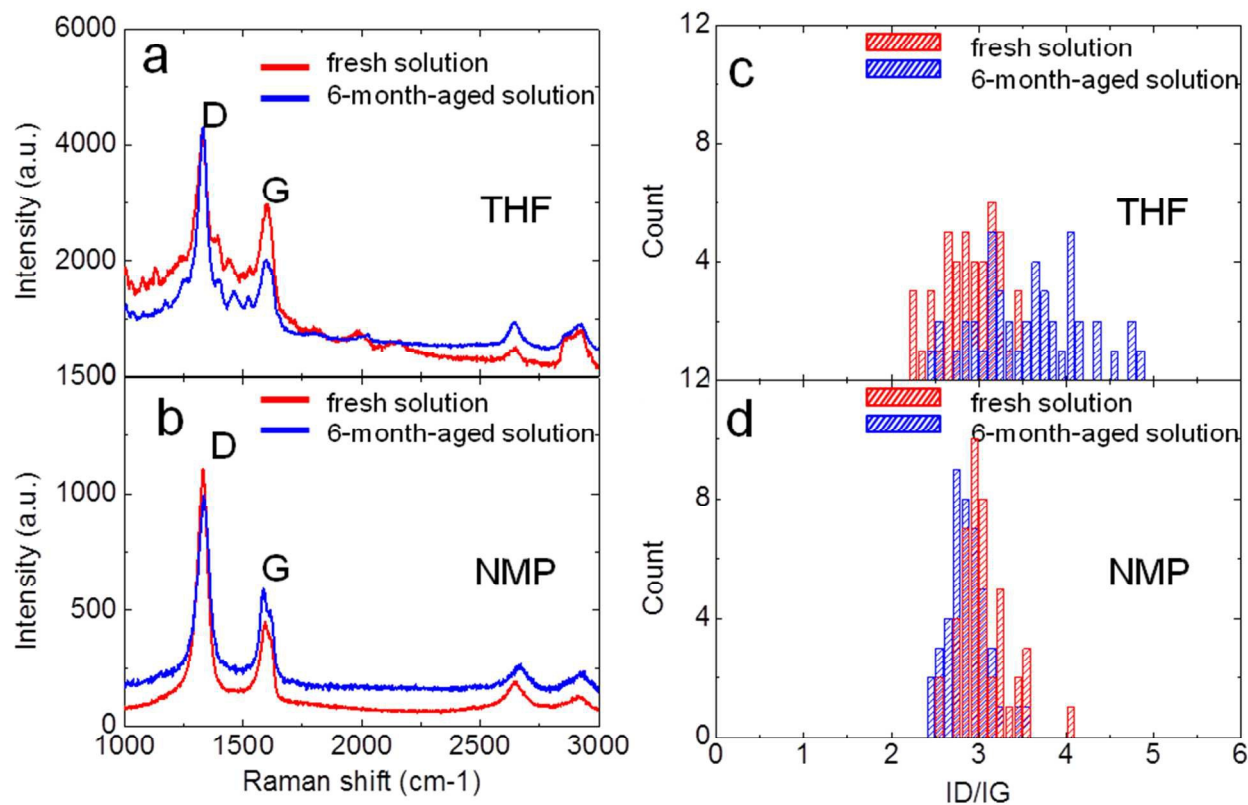 6000
a
fresh solution
6-month-aged solution
D
4000
G
THF
2000
Intensity (a.u.)
1500
0
b
fresh solution
6-month-aged solution
D
1000
G
NMP
500
Intensity (a.u.)
0
1000
1500
2000
2500
3000
Raman shift (cm-1)
12
c
fresh solution
6-month-aged solution
8
THF
Count
4
12
0
d
fresh solution
6-month-aged solution
8
NMP
Count
4
0
0
1
2
3
4
5
6
ID/IG